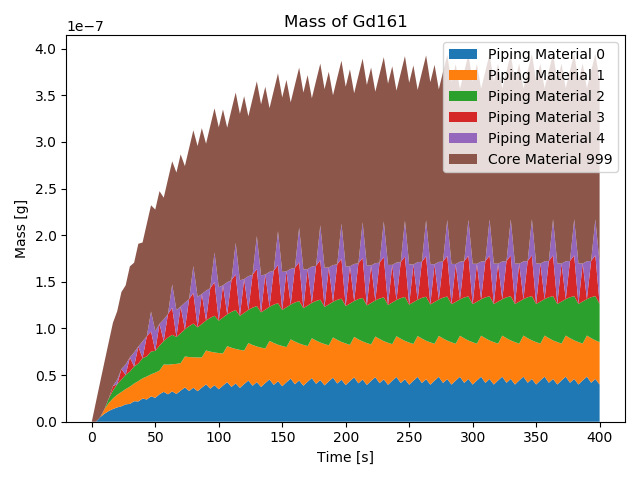 Mass of Gd161
1e−7
4.0
3.5
3.0
2.5
2.0
1.5
1.0
0.5
0.0
Mass [g]
Piping Material 0
Piping Material 1
Piping Material 2
Piping Material 3
Piping Material 4
Core Material 999
0 50 100 150 200 250 300 350 400
Time [s]